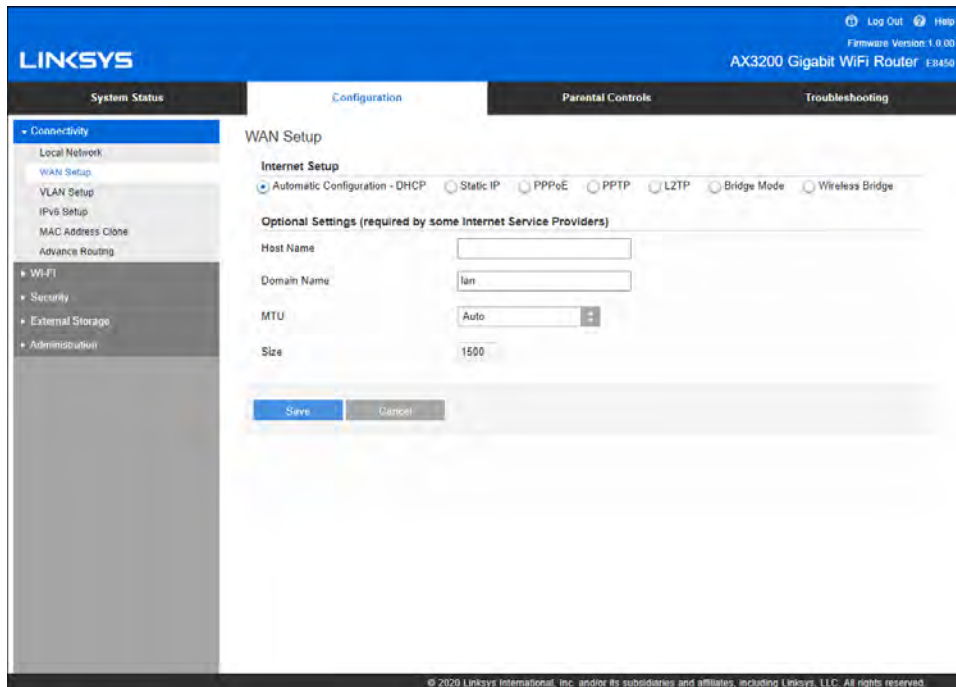 Log Out Help
Firmware Version:1.0.00
LINKSYS
AX3200 Gigabit WiFi Router E8450
System Status Configuration Parental Controls Troubleshooting
Connectivity
Local Network
WAN Setup
VLAN Setup
IPv6 Setup
MAC Address Clone
Advance Routing
Wi-Fi
Security
External Storage
Administration
WAN Setup
Internet Setup
Automatic Configuration - DHCP Static IP PPPoE PPTP L2TP Bridge Mode Wireless Bridge
Optional Settings (required by some Internet Service Providers)
Host Name
Domain Name lan
MTU Auto
Size 1500
Save Cancel
© 2020 Linksys International, Inc. and/or its subsidiaries and affiliates, including Linksys, LLC. All rights reserved.